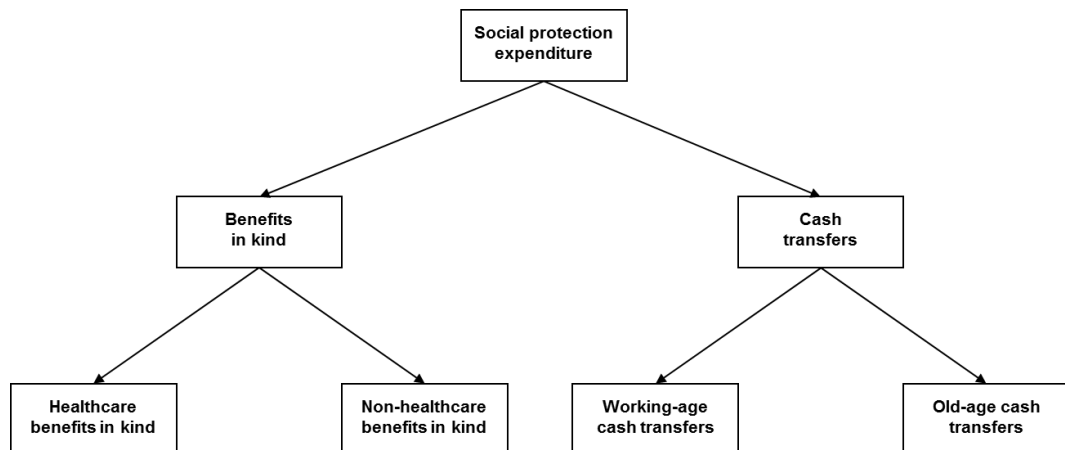 Social protection
expenditure
Benefits
in kind
Cash
transfers
Healthcare
benefits in kind
Non-healthcare
benefits in kind
Working-age
cash transfers
Old-age cash
transfers